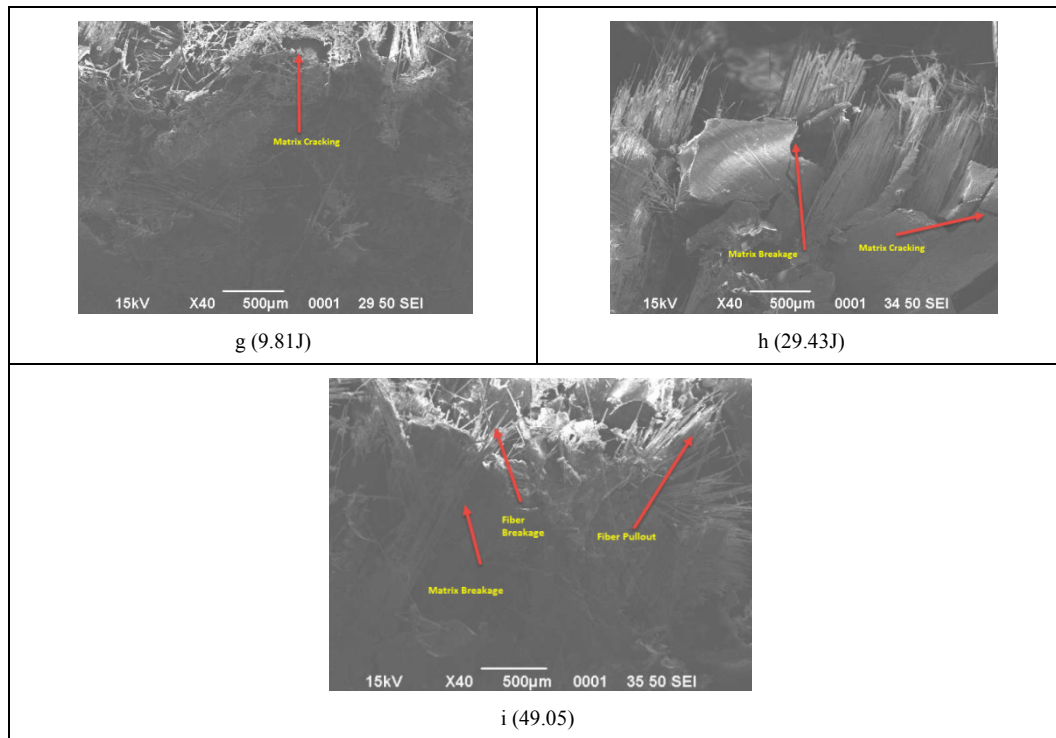 Matrix Cracking
15kV X40 500µm 0001 29 50 SEI
g (9.81J)
Matrix Breakage
Matrix Cracking
15kV X40 500µm 0001 34 50 SEI
h (29.43J)
Fiber
Breakage
Fiber Pullout
Matrix Breakage
15kV X40 500µm 0001 35 50 SEI
i (49.05)